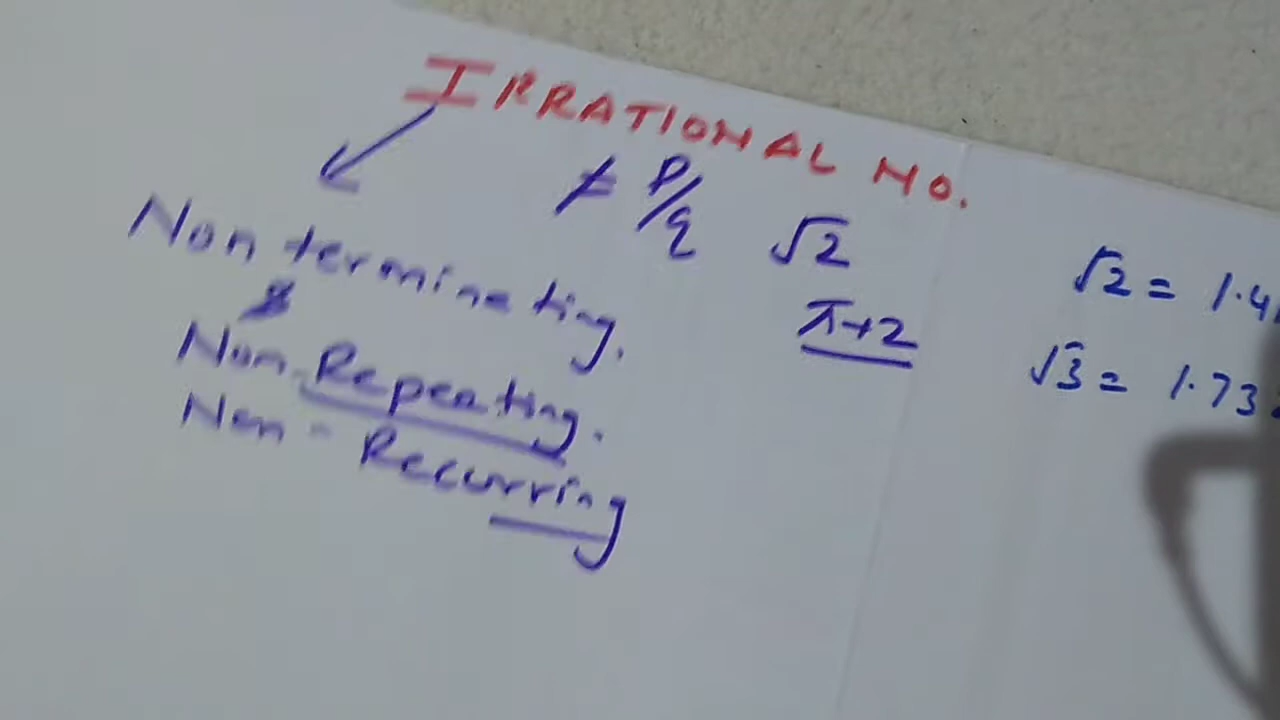 IRRATIONAL NO.
≠ P/q √2
Non terminating.
&
Non-Repeating.
Non-Recurring
π+2
√2 = 1.4
√3 = 1.73